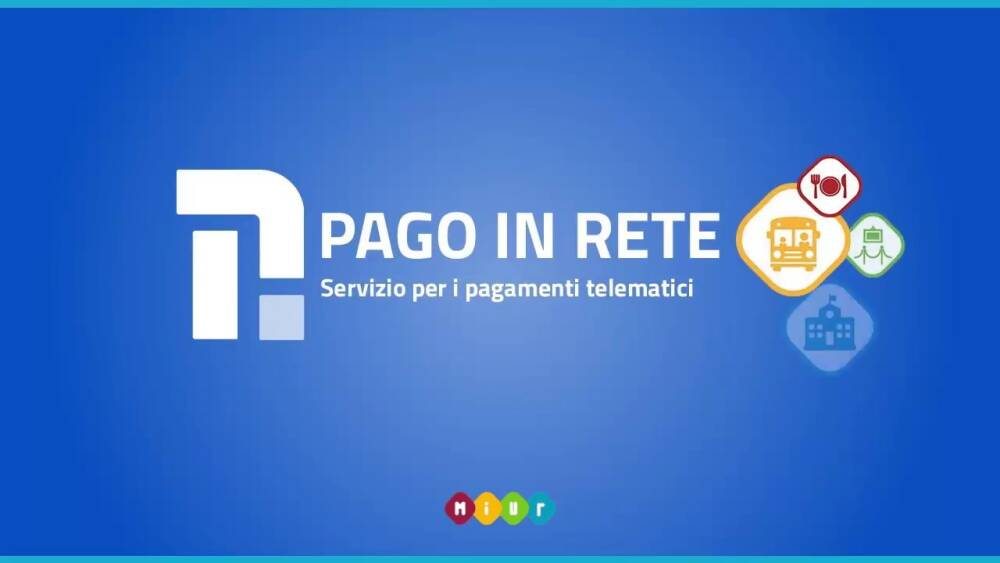 PAGO IN RETE
Servizio per i pagamenti telematici
Miur